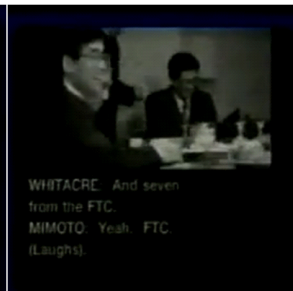 WHITACRE: And seven
from the FTC.
MIMOTO: Yeah. FTC.
(Laughs).